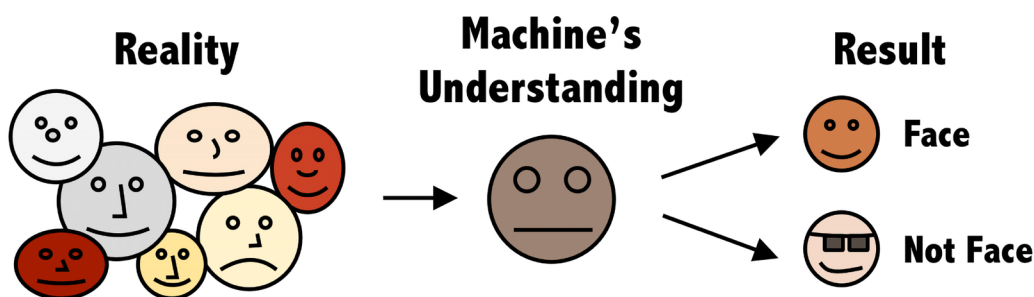 Reality
Machine's
Understanding
Result
Face
Not Face